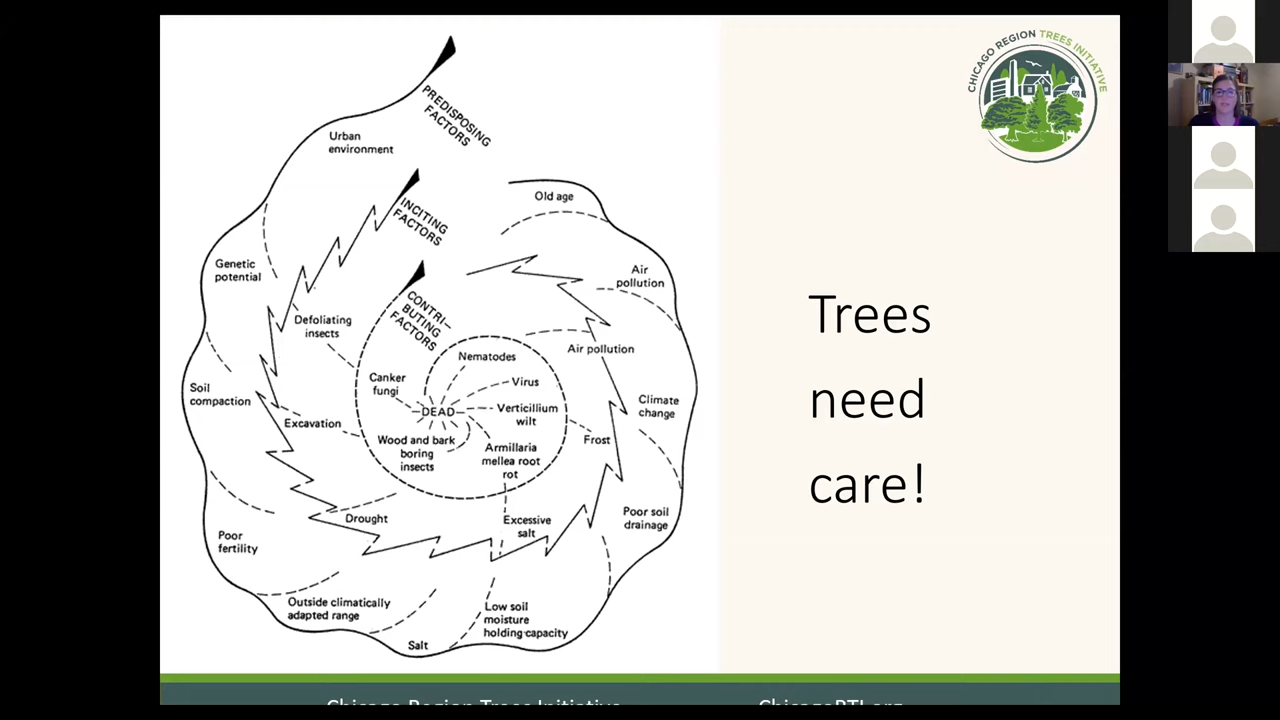 PREDISPOSING
FACTORS
Urban
environment
INCITING
FACTORS
Old age
Genetic
potential
Air
pollution
CONTRI-
BUTING
FACTORS
Defoliating
insects
Air pollution
Nematodes
Canker
fungi
Virus
Soil
compaction
DEAD
Verticillium
wilt
Climate
change
Excavation
Frost
Wood and bark
boring
insects
Armillaria
mellea root
rot
Drought
Excessive
salt
Poor soil
drainage
Poor
fertility
Outside climatically
adapted range
Low soil
moisture
holding capacity
Salt
CHICAGO REGION TREES INITIATIVE
Trees
need
care!
Chicago Region Trees Initiative
ChicagoRTI.org